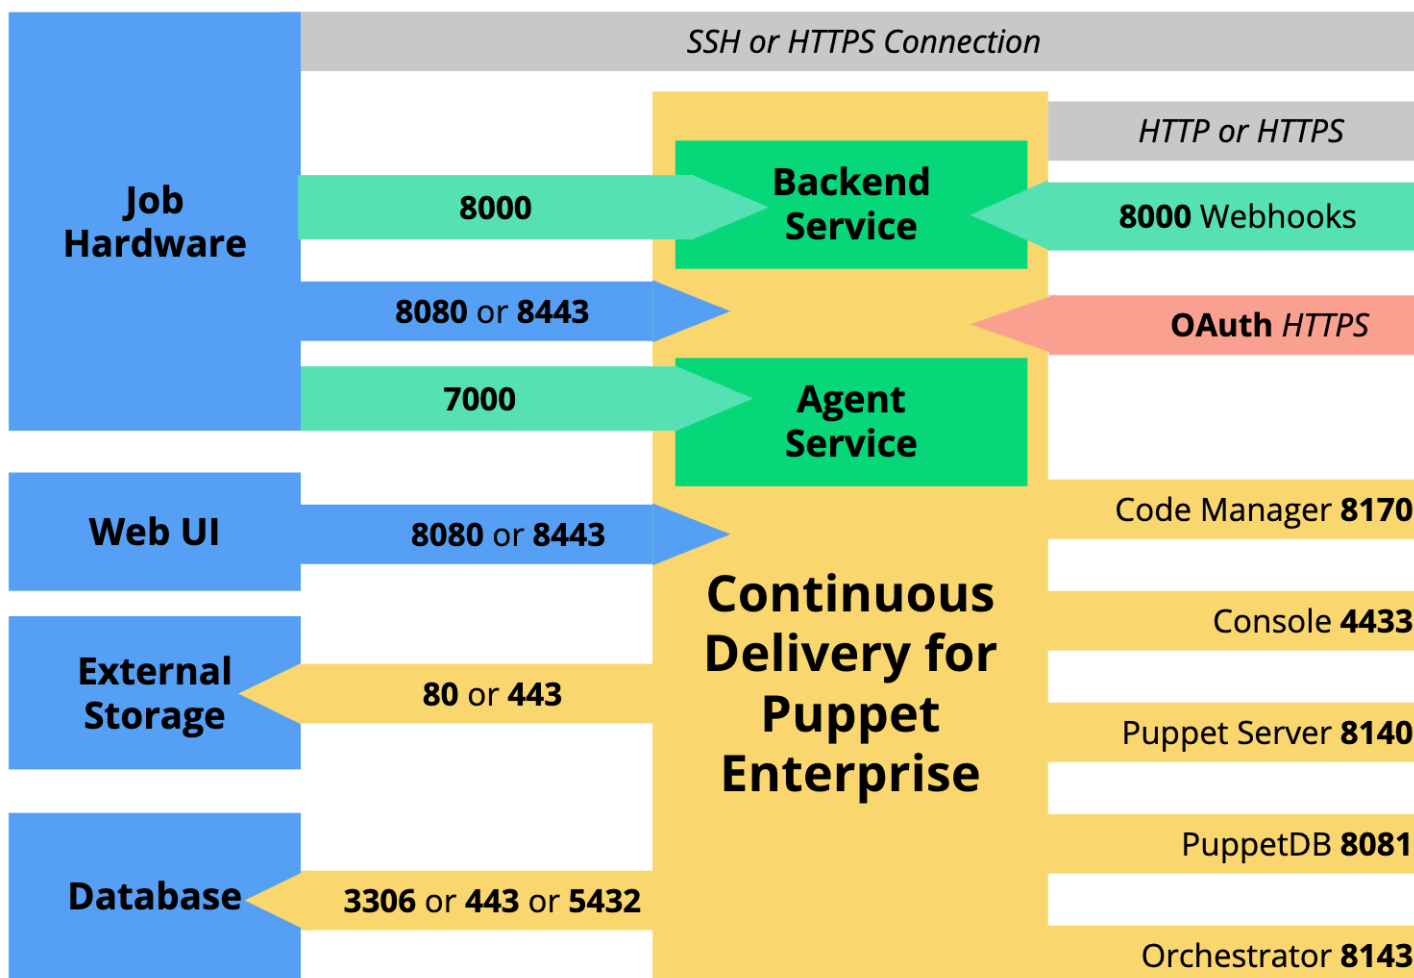 SSH or HTTPS Connection
HTTP or HTTPS
Job
Hardware
8000
Backend
Service
8000 Webhooks
8080 or 8443
OAuth HTTPS
7000
Agent
Service
Web UI
8080 or 8443
Code Manager 8170
Continuous
Delivery for
Puppet
Enterprise
Console 4433
External
Storage
80 or 443
Puppet Server 8140
PuppetDB 8081
Database
3306 or 443 or 5432
Orchestrator 8143